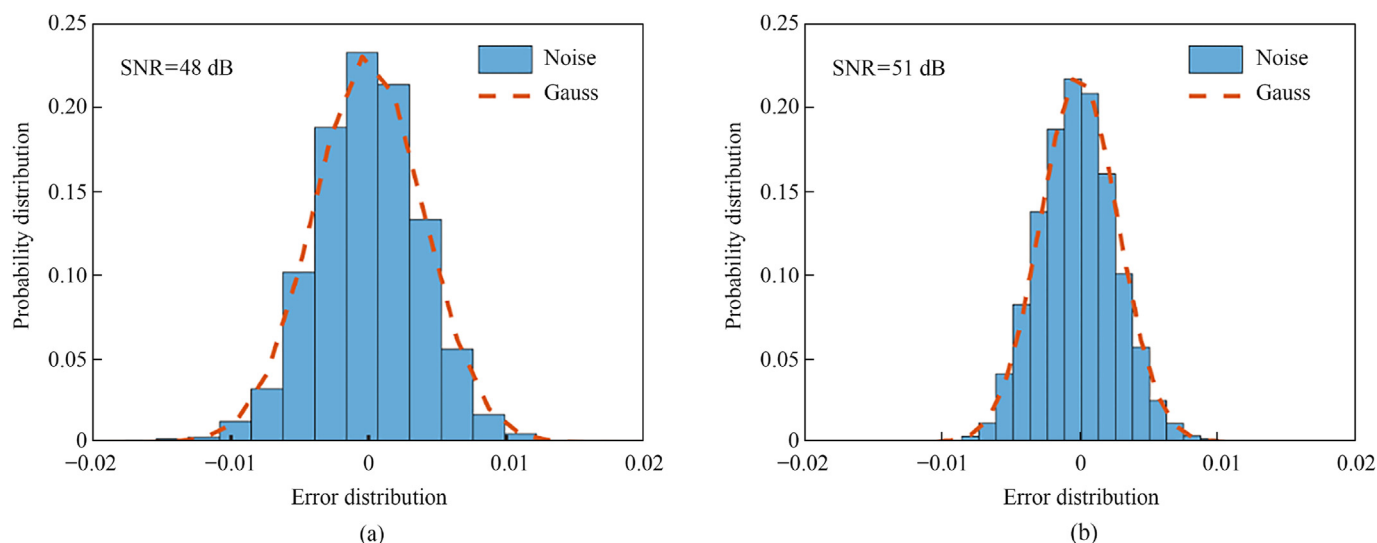 0.25
SNR=48 dB
Noise
Gauss
0.20
0.15
0.10
0.05
0
Probability distribution
−0.02
−0.01
0
0.01
0.02
Error distribution
(a)
0.25
SNR=51 dB
Noise
Gauss
0.20
0.15
0.10
0.05
0
Probability distribution
−0.02
−0.01
0
0.01
0.02
Error distribution
(b)